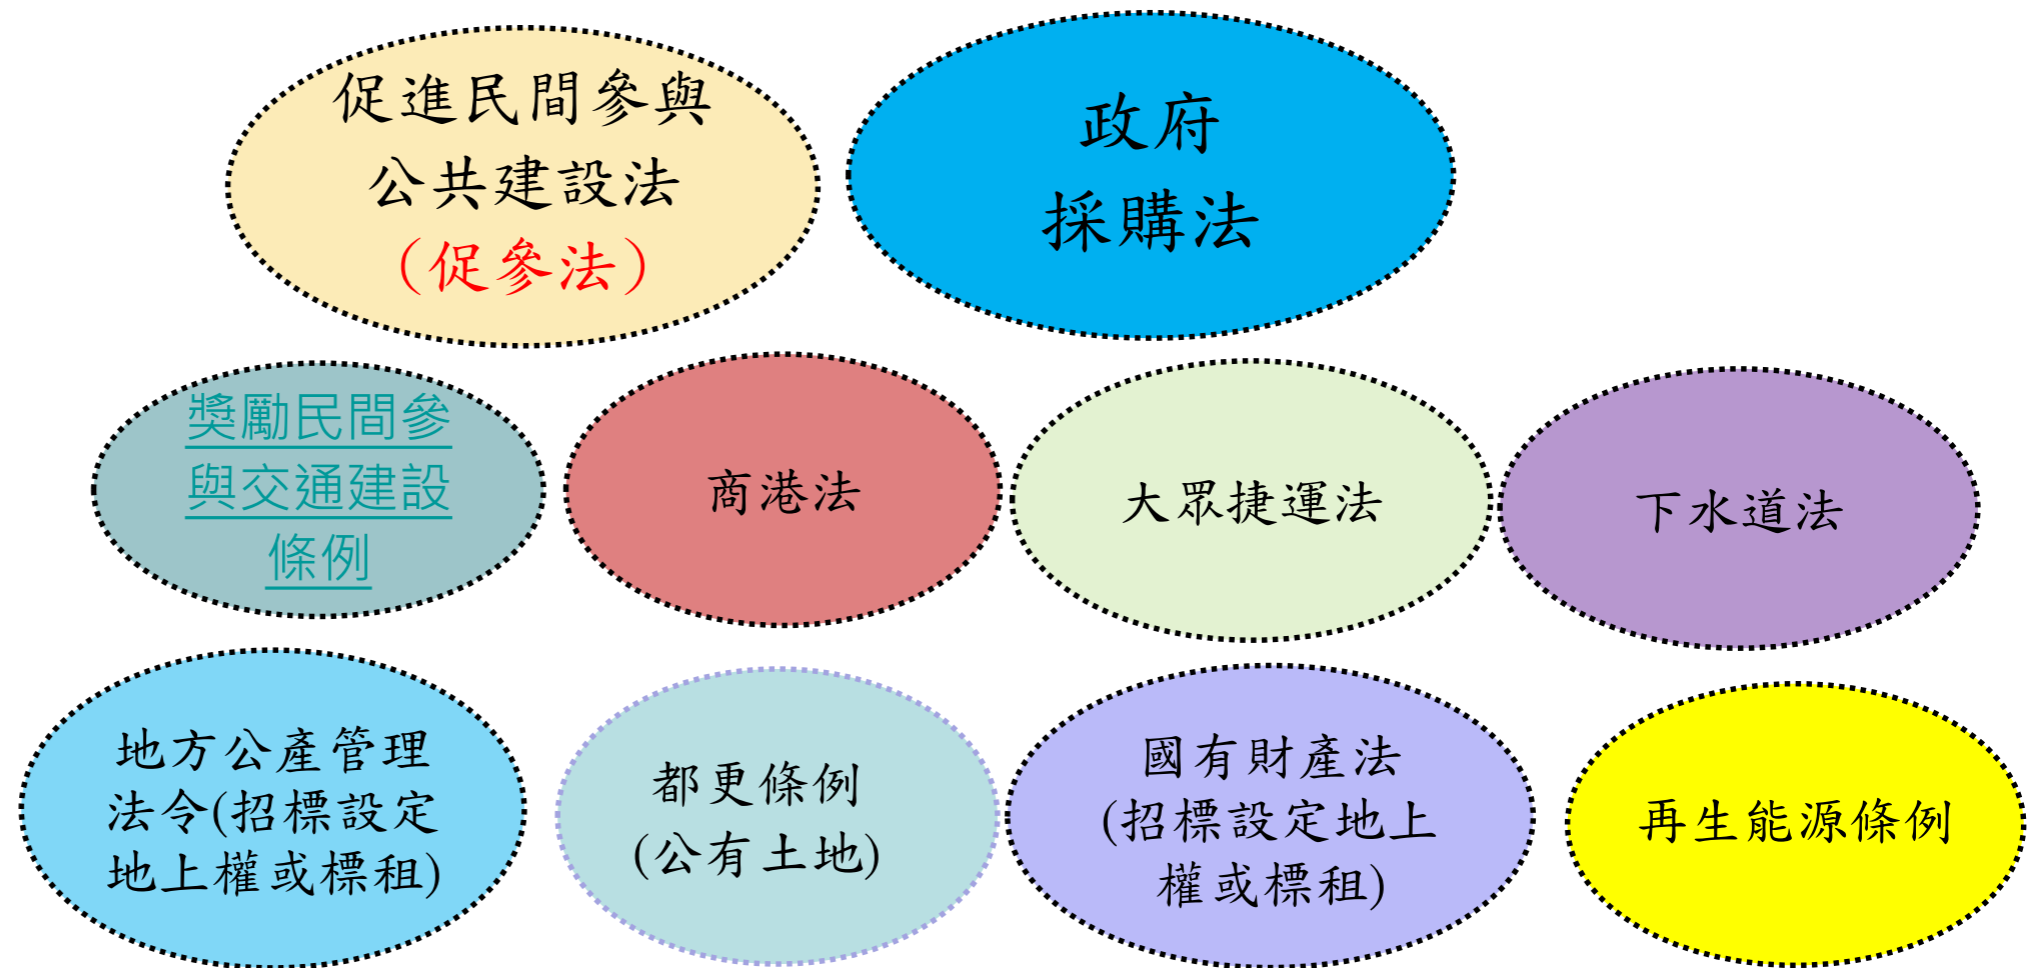 促進民間參與
公共建設法
（促參法）
政府
採購法
獎勵民間參
與交通建設
條例
商港法
大眾捷運法
下水道法
地方公產管理
法令(招標設定
地上權或標租)
都更條例
(公有土地)
國有財產法
(招標設定地上
權或標租)
再生能源條例